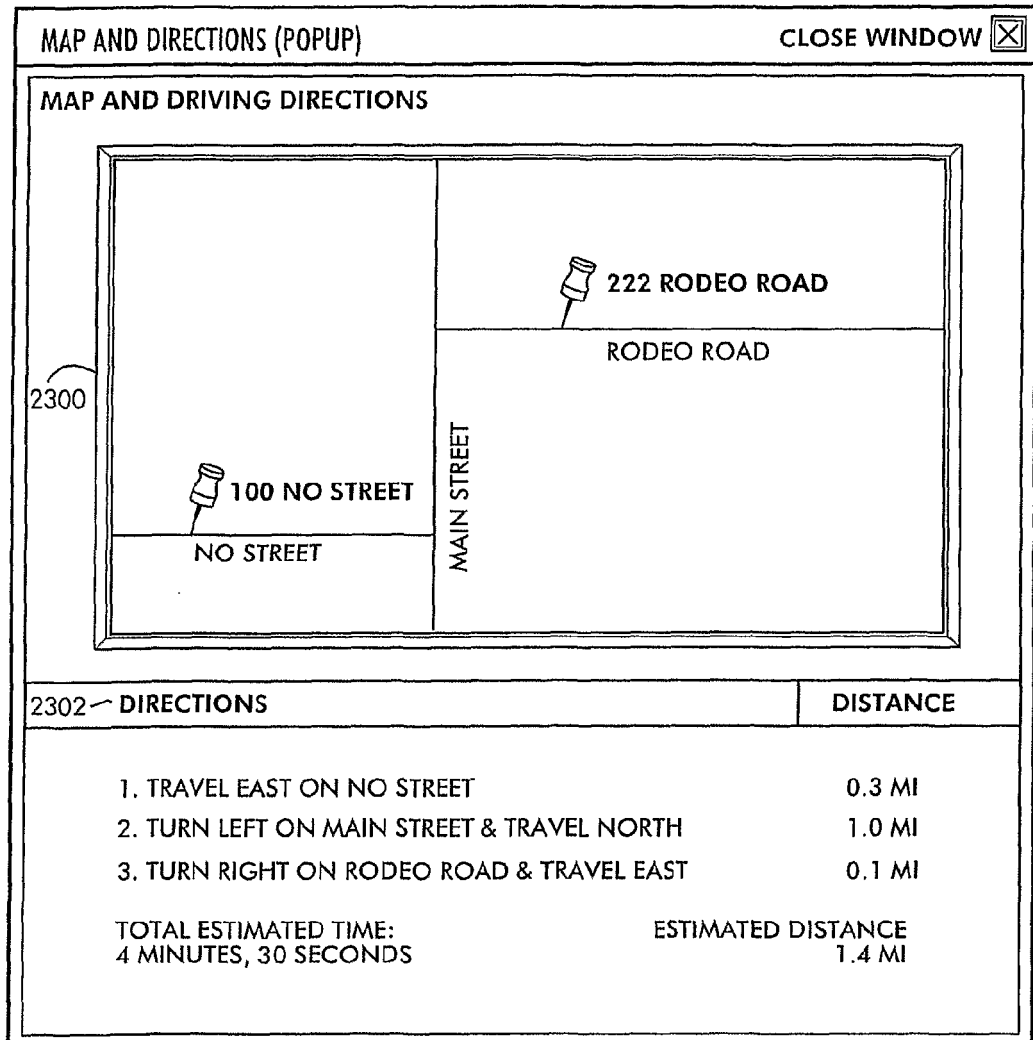 MAP AND DIRECTIONS (POPUP) CLOSE WINDOW
MAP AND DRIVING DIRECTIONS
222 RODEO ROAD
RODEO ROAD
2300
MAIN STREET
100 NO STREET
NO STREET
2302 DIRECTIONS DISTANCE
1. TRAVEL EAST ON NO STREET 0.3 MI
2. TURN LEFT ON MAIN STREET & TRAVEL NORTH 1.0 MI
3. TURN RIGHT ON RODEO ROAD & TRAVEL EAST 0.1 MI
TOTAL ESTIMATED TIME: ESTIMATED DISTANCE
4 MINUTES, 30 SECONDS 1.4 MI